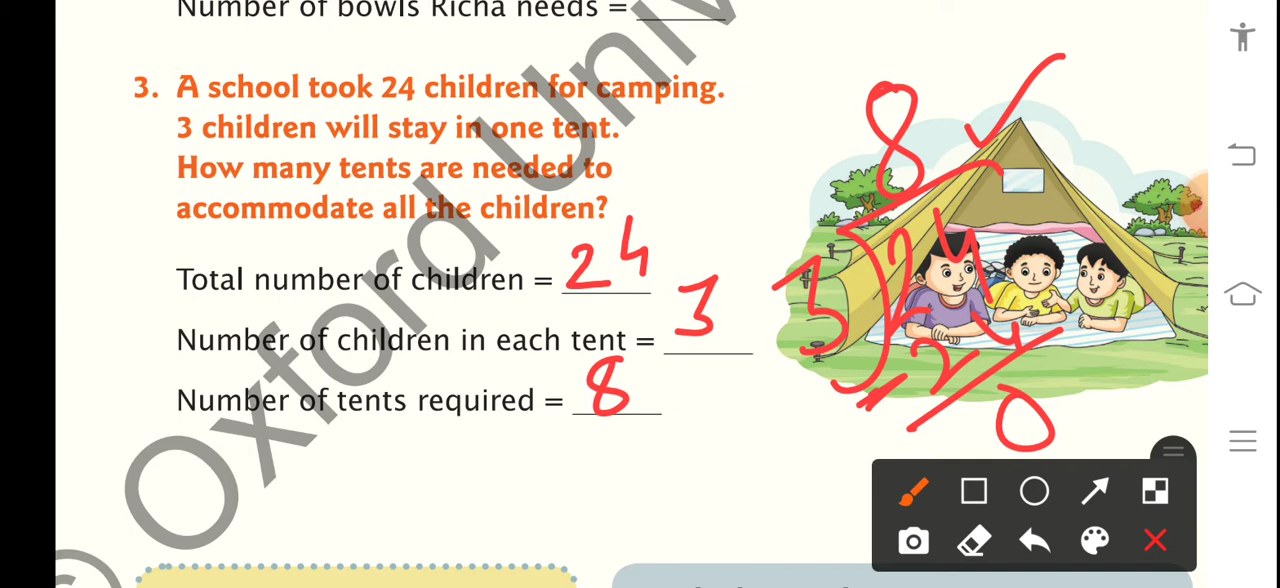 Number of bowls Richa needs = ____
3. A school took 24 children for camping.
3 children will stay in one tent.
How many tents are needed to
accommodate all the children?
Total number of children = 24
Number of children in each tent = 3
Number of tents required = 8
8
3)24
-24
0
© Oxford Univ